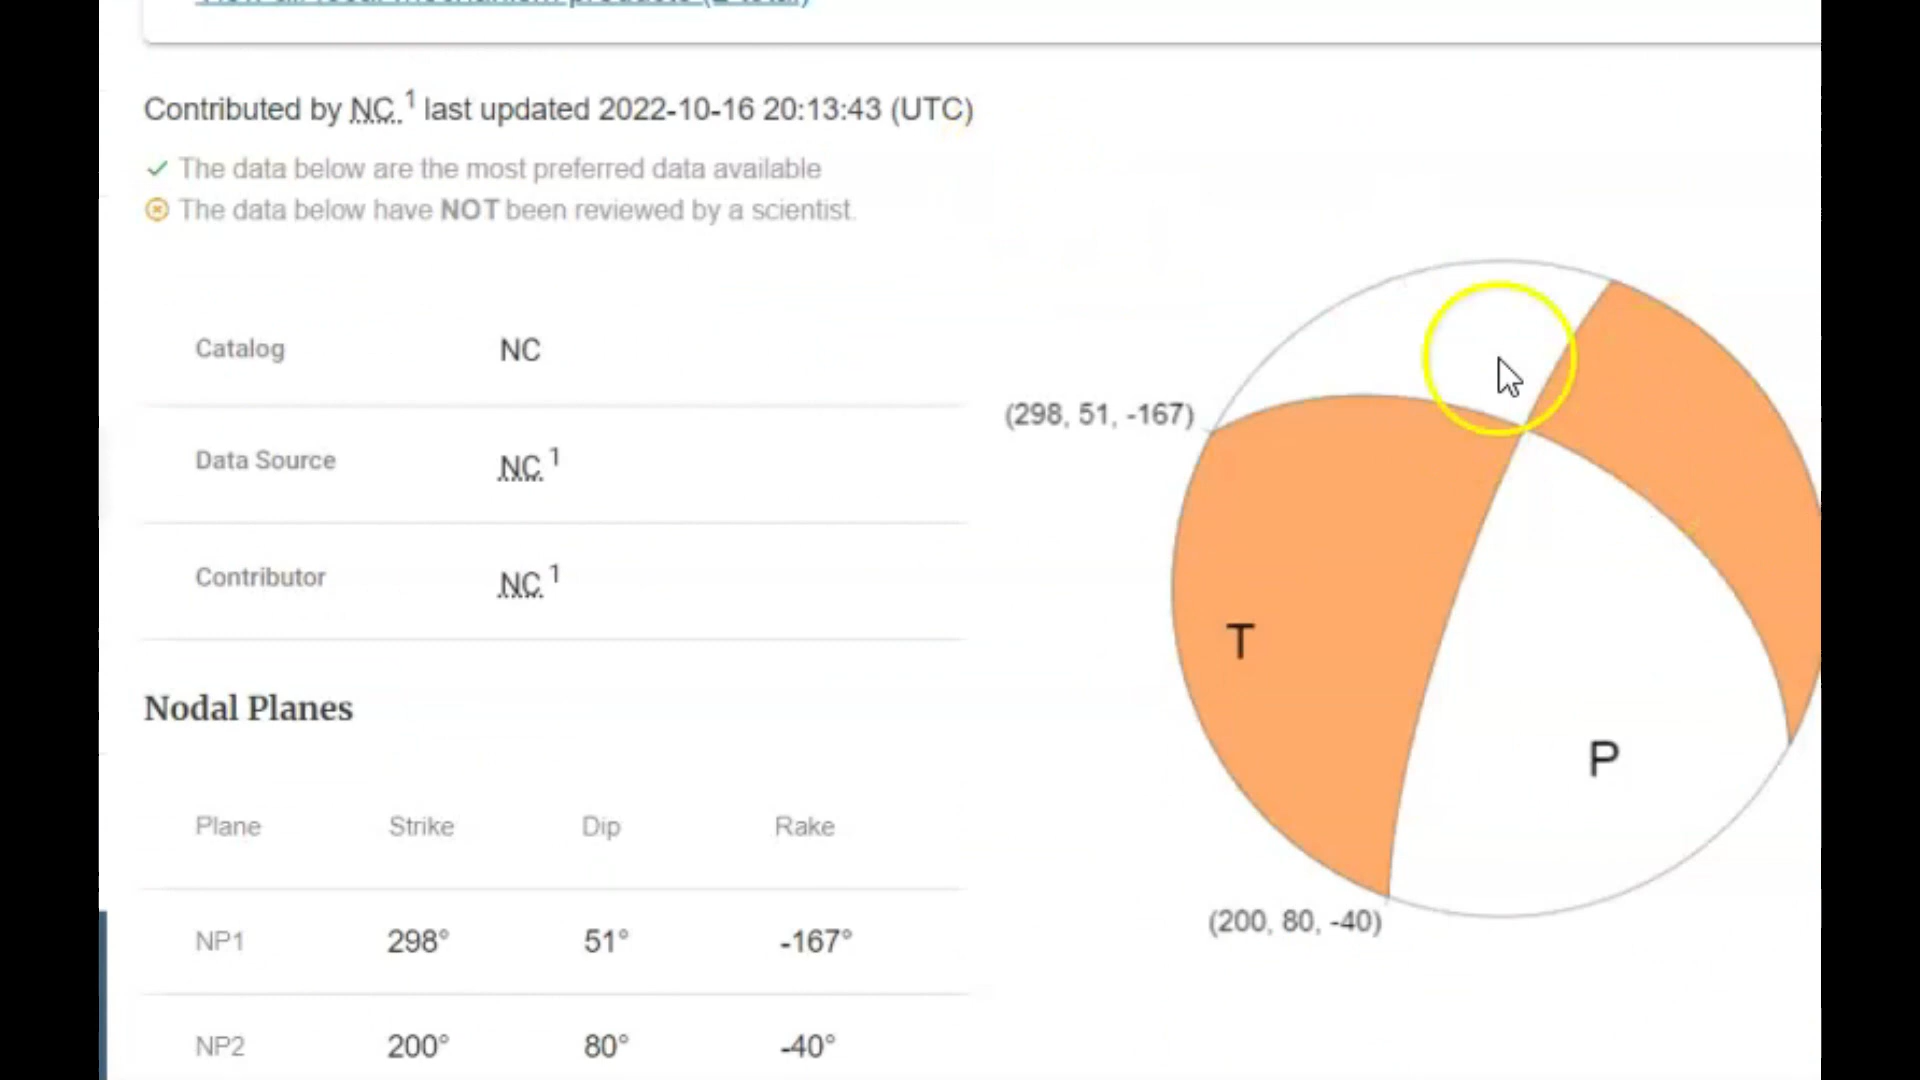 Contributed by NC 1 last updated 2022-10-16 20:13:43 (UTC)
The data below are the most preferred data available
The data below have NOT been reviewed by a scientist.
Catalog NC
Data Source NC 1
Contributor NC 1
Nodal Planes
Plane Strike Dip Rake
NP1 298° 51° -167°
NP2 200° 80° -40°
(298, 51, -167)
T
P
(200, 80, -40)